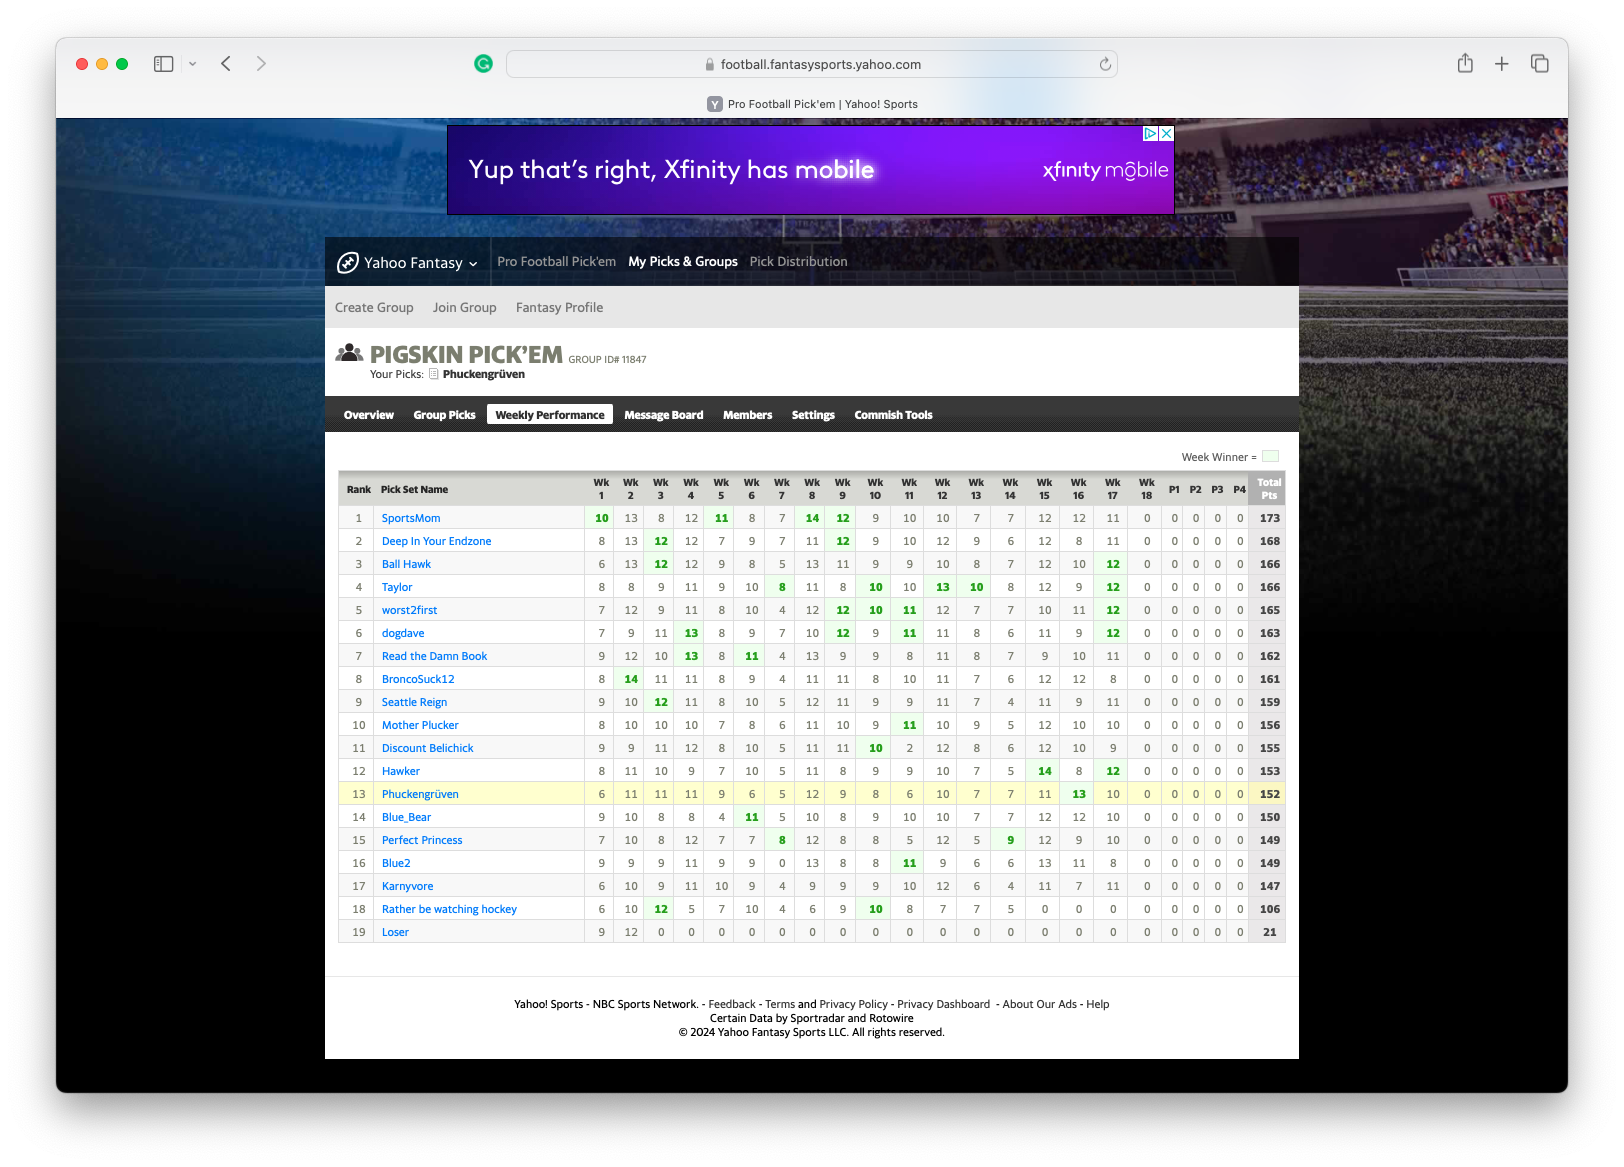 football.fantasysports.yahoo.com
Y Pro Football Pick'em | Yahoo! Sports
Yup that's right, Xfinity has mobile
xfinity mobile
Yahoo Fantasy Pro Football Pick'em My Picks & Groups Pick Distribution
Create Group Join Group Fantasy Profile
PIGSKIN PICK'EM GROUP ID# 11847
Your Picks: Phuckengrüven
Overview Group Picks Weekly Performance Message Board Members Settings Commish Tools
Week Winner =
Rank Pick Set Name Wk 1 Wk 2 Wk 3 Wk 4 Wk 5 Wk 6 Wk 7 Wk 8 Wk 9 Wk 10 Wk 11 Wk 12 Wk 13 Wk 14 Wk 15 Wk 16 Wk 17 Wk 18 P1 P2 P3 P4 Total Pts
1 SportsMom 10 13 8 12 11 8 7 14 12 9 10 10 7 7 12 12 11 0 0 0 0 0 173
2 Deep In Your Endzone 8 13 12 12 7 9 7 11 12 9 10 12 9 6 12 8 11 0 0 0 0 0 168
3 Ball Hawk 6 13 12 12 9 8 5 13 11 9 9 10 8 7 12 10 12 0 0 0 0 0 166
4 Taylor 8 8 9 11 9 10 8 11 8 10 10 13 10 8 12 9 12 0 0 0 0 0 166
5 worst2first 7 12 9 11 8 10 4 12 12 10 11 12 7 7 10 11 12 0 0 0 0 0 165
6 dogdave 7 9 11 13 8 9 7 10 12 9 11 11 8 6 11 9 12 0 0 0 0 0 163
7 Read the Damn Book 9 12 10 13 8 11 4 13 9 9 8 11 8 7 9 10 11 0 0 0 0 0 162
8 BroncoSuck12 8 14 11 11 8 9 4 11 11 8 10 11 7 6 12 12 8 0 0 0 0 0 161
9 Seattle Reign 9 10 12 11 8 10 5 12 11 9 9 11 7 4 11 9 11 0 0 0 0 0 159
10 Mother Plucker 8 10 10 10 7 8 6 11 10 9 11 10 9 5 12 10 10 0 0 0 0 0 156
11 Discount Belichick 9 9 11 12 8 10 5 11 11 10 2 12 8 6 12 10 9 0 0 0 0 0 155
12 Hawker 8 11 10 9 7 10 5 11 8 9 9 10 7 5 14 8 12 0 0 0 0 0 153
13 Phuckengrüven 6 11 11 11 9 6 5 12 9 8 6 10 7 7 11 13 10 0 0 0 0 0 152
14 Blue_Bear 9 10 8 8 4 11 5 10 8 9 10 10 7 7 12 12 10 0 0 0 0 0 150
15 Perfect Princess 7 10 8 12 7 7 8 12 8 8 5 12 5 9 12 9 10 0 0 0 0 0 149
16 Blue2 9 9 9 11 9 9 0 13 8 8 11 9 6 6 13 11 8 0 0 0 0 0 149
17 Karnyvore 6 10 9 11 10 9 4 9 9 9 10 12 6 4 11 7 11 0 0 0 0 0 147
18 Rather be watching hockey 6 10 12 5 7 10 4 6 9 10 8 7 7 5 0 0 0 0 0 0 0 0 106
19 Loser 9 12 0 0 0 0 0 0 0 0 0 0 0 0 0 0 0 0 0 0 0 0 21
Yahoo! Sports - NBC Sports Network. - Feedback - Terms and Privacy Policy - Privacy Dashboard - About Our Ads - Help
Certain Data by Sportradar and Rotowire
© 2024 Yahoo Fantasy Sports LLC. All rights reserved.